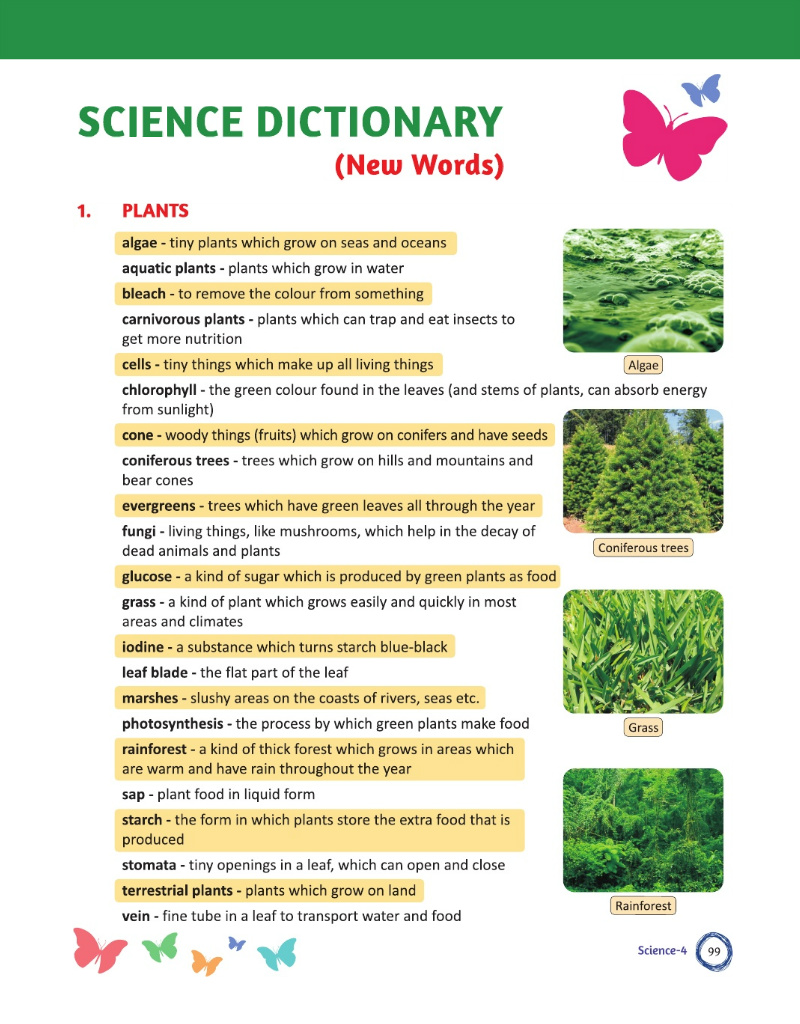 SCIENCE DICTIONARY
(New Words)
1. PLANTS
algae - tiny plants which grow on seas and oceans
aquatic plants - plants which grow in water
bleach - to remove the colour from something
carnivorous plants - plants which can trap and eat insects to
get more nutrition
cells - tiny things which make up all living things
Algae
chlorophyll - the green colour found in the leaves (and stems of plants, can absorb energy
from sunlight)
cone - woody things (fruits) which grow on conifers and have seeds
coniferous trees - trees which grow on hills and mountains and
bear cones
evergreens - trees which have green leaves all through the year
fungi - living things, like mushrooms, which help in the decay of
dead animals and plants
Coniferous trees
glucose - a kind of sugar which is produced by green plants as food
grass - a kind of plant which grows easily and quickly in most
areas and climates
iodine - a substance which turns starch blue-black
leaf blade - the flat part of the leaf
marshes - slushy areas on the coasts of rivers, seas etc.
photosynthesis - the process by which green plants make food
Grass
rainforest - a kind of thick forest which grows in areas which
are warm and have rain throughout the year
sap - plant food in liquid form
starch - the form in which plants store the extra food that is
produced
stomata - tiny openings in a leaf, which can open and close
terrestrial plants - plants which grow on land
Rainforest
vein - fine tube in a leaf to transport water and food
Science-4 99